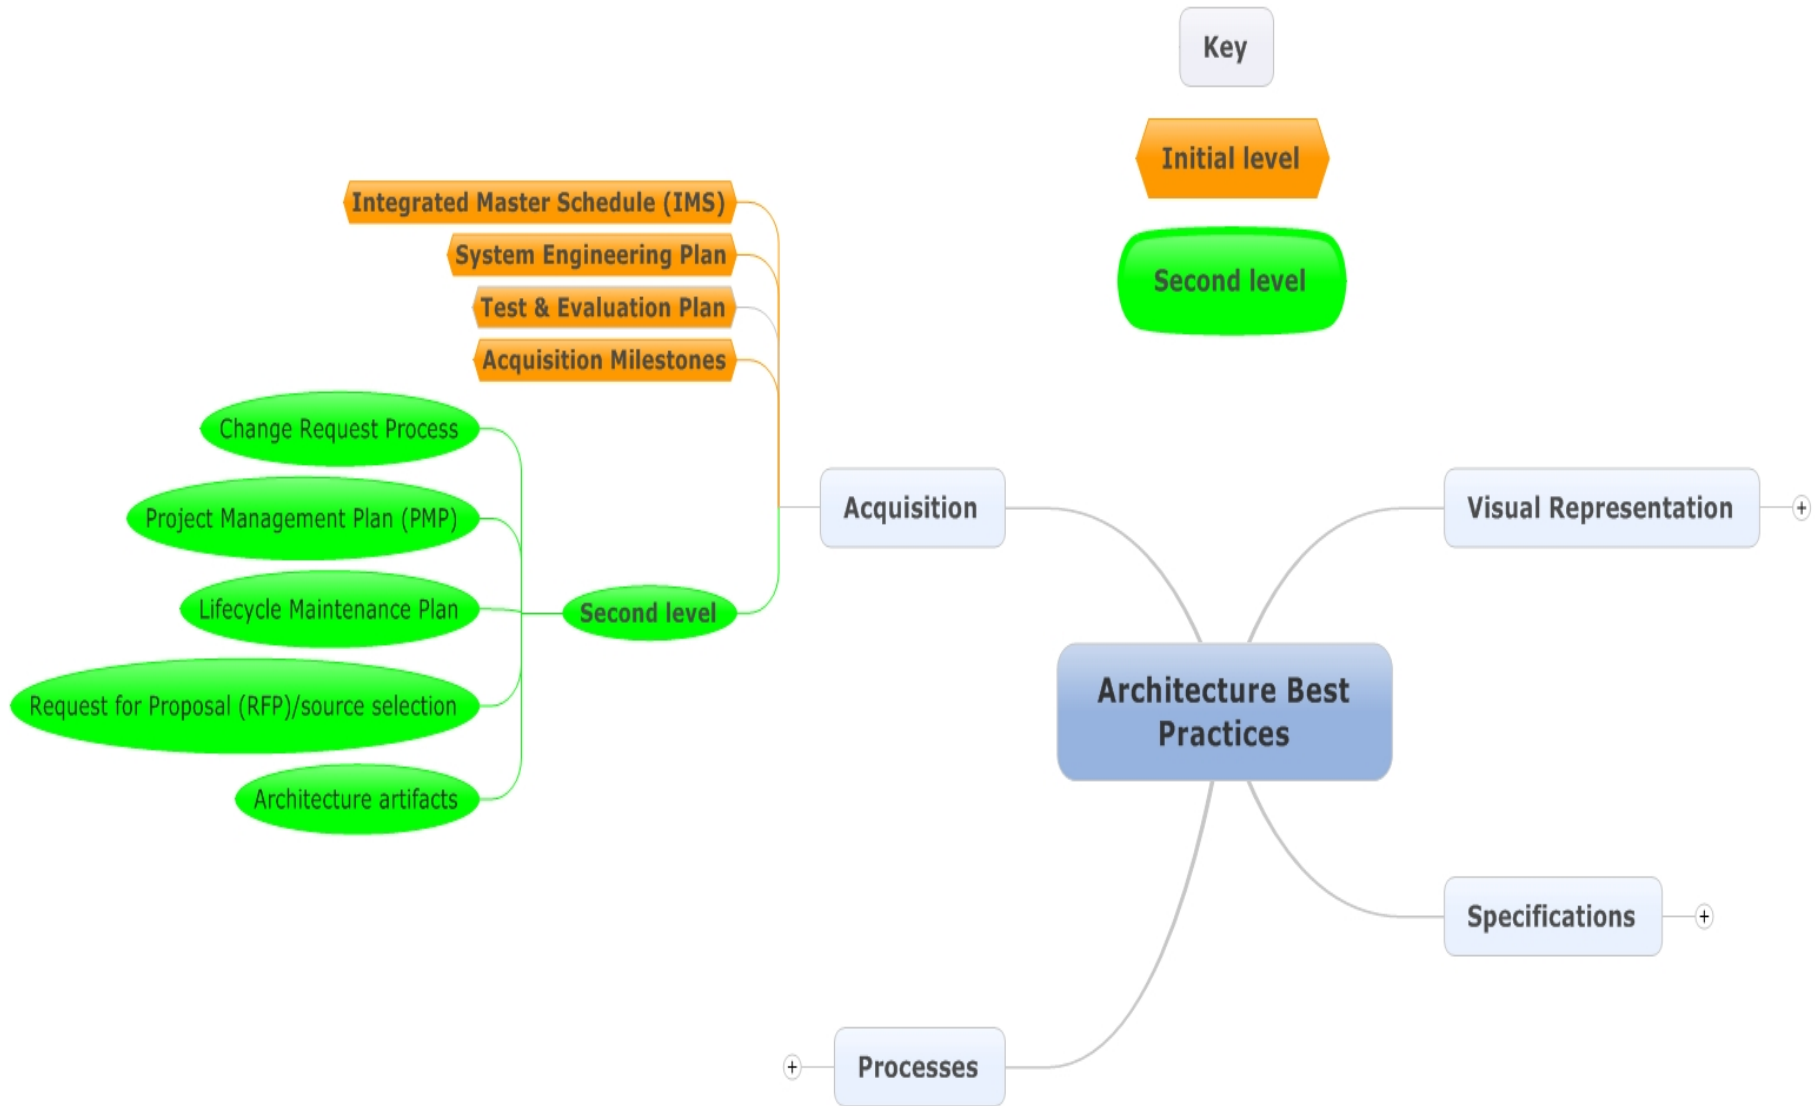 Key
Initial level
Second level
Integrated Master Schedule (IMS)
System Engineering Plan
Test & Evaluation Plan
Acquisition Milestones
Change Request Process
Project Management Plan (PMP)
Lifecycle Maintenance Plan
Request for Proposal (RFP)/source selection
Architecture artifacts
Second level
Acquisition
Visual Representation
+
Architecture Best
Practices
Specifications
+
+
Processes